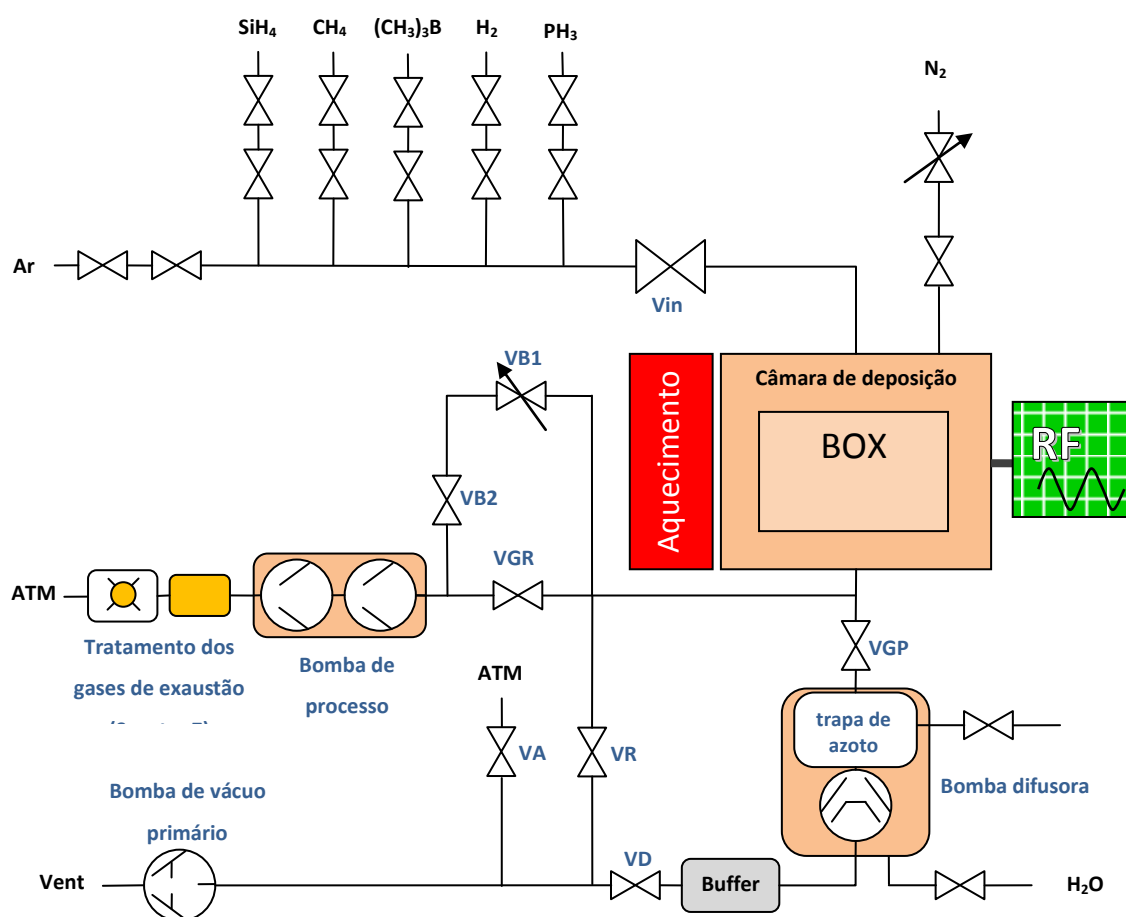 SiH₄ CH₄ (CH₃)₃B H₂ PH₃
N₂
Ar
Vin
VB1
Câmara de deposição
Aquecimento
BOX
RF
VB2
VGR
ATM
VGP
Tratamento dos
gases de exaustão
Bomba de
processo
ATM
trapa de
azoto
VA
VR
Bomba difusora
Bomba de vácuo
primário
VD
Vent
Buffer
H₂O